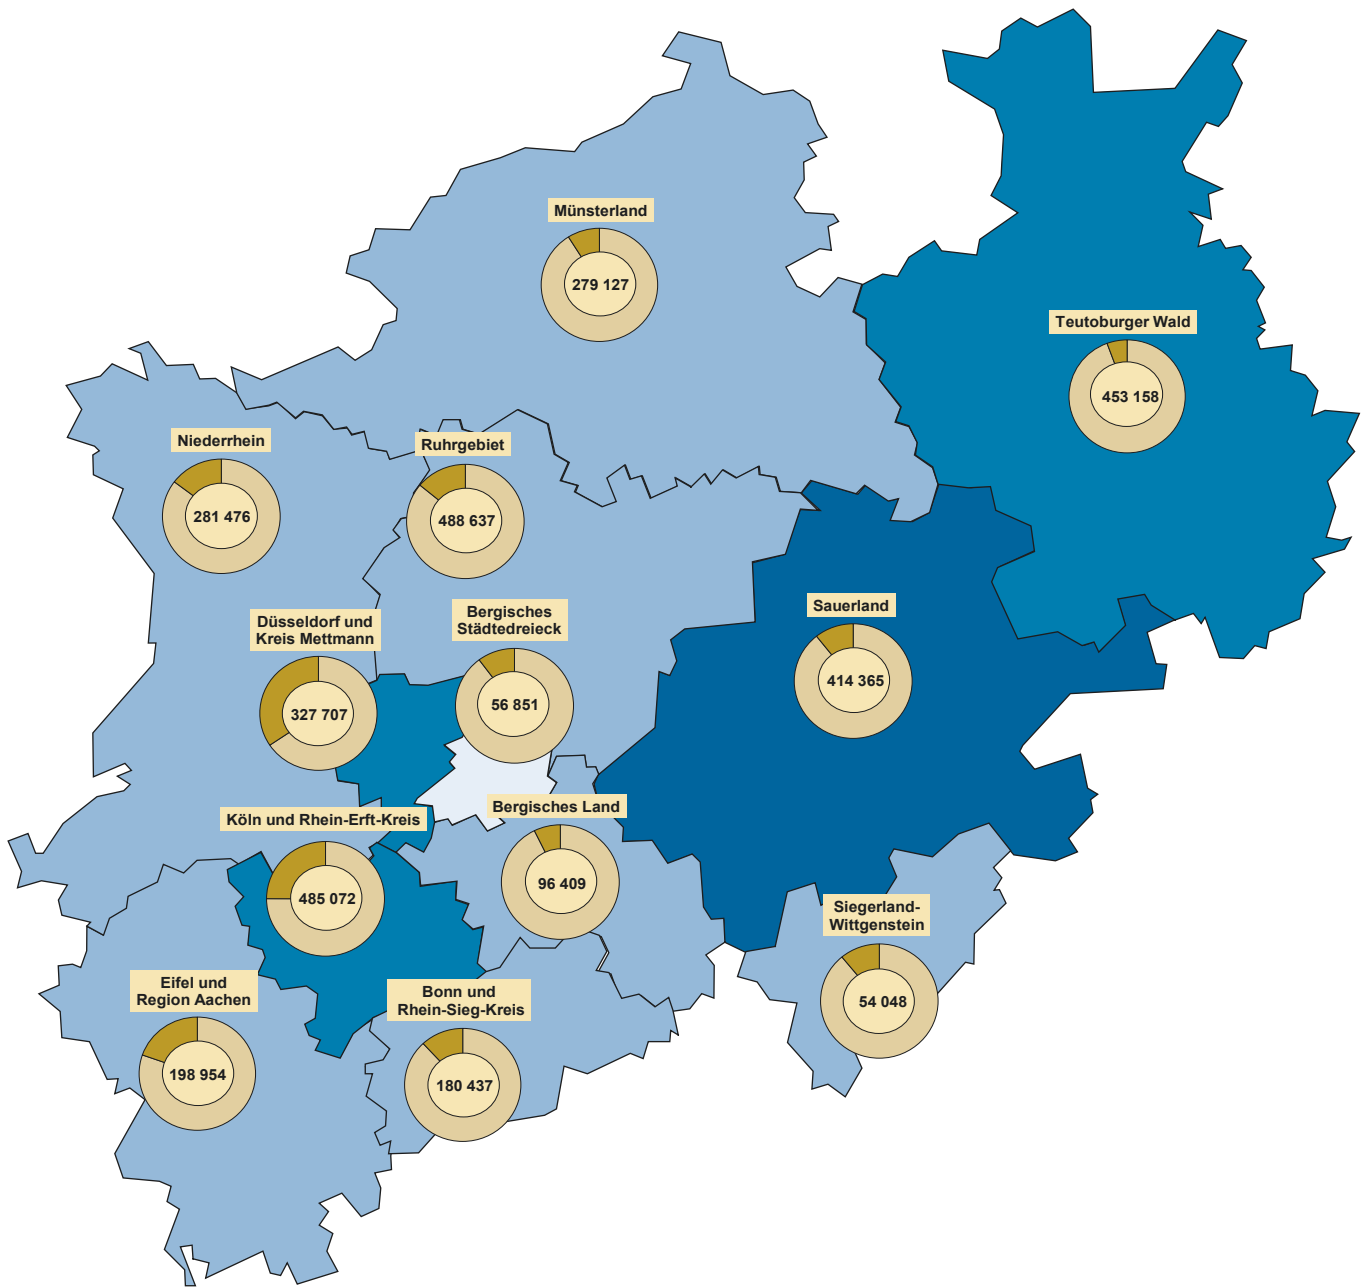 Münsterland
279 127
Teutoburger Wald
453 158
Niederrhein
281 476
Ruhrgebiet
488 637
Düsseldorf und
Kreis Mettmann
327 707
Bergisches
Städtedreieck
56 851
Sauerland
414 365
Köln und Rhein-Erft-Kreis
485 072
Bergisches Land
96 409
Siegerland-
Wittgenstein
54 048
Eifel und
Region Aachen
198 954
Bonn und
Rhein-Sieg-Kreis
180 437